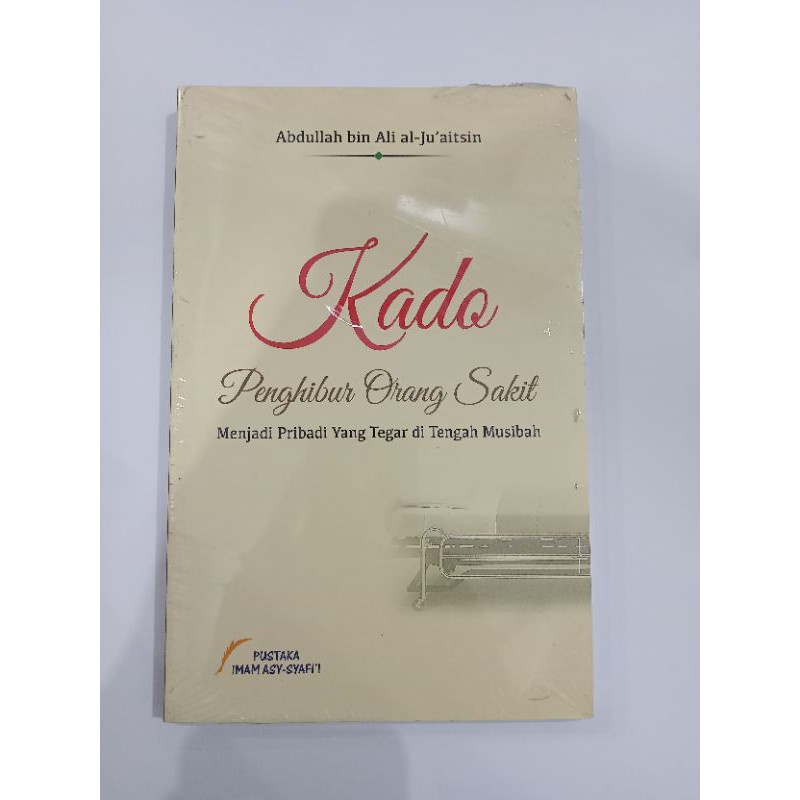 Abdullah bin Ali al-Ju'aitsin
Kado
Penghibur Orang Sakit
Menjadi Pribadi Yang Tegar di Tengah Musibah
PUSTAKA
IMAM ASY-SYAFI'I